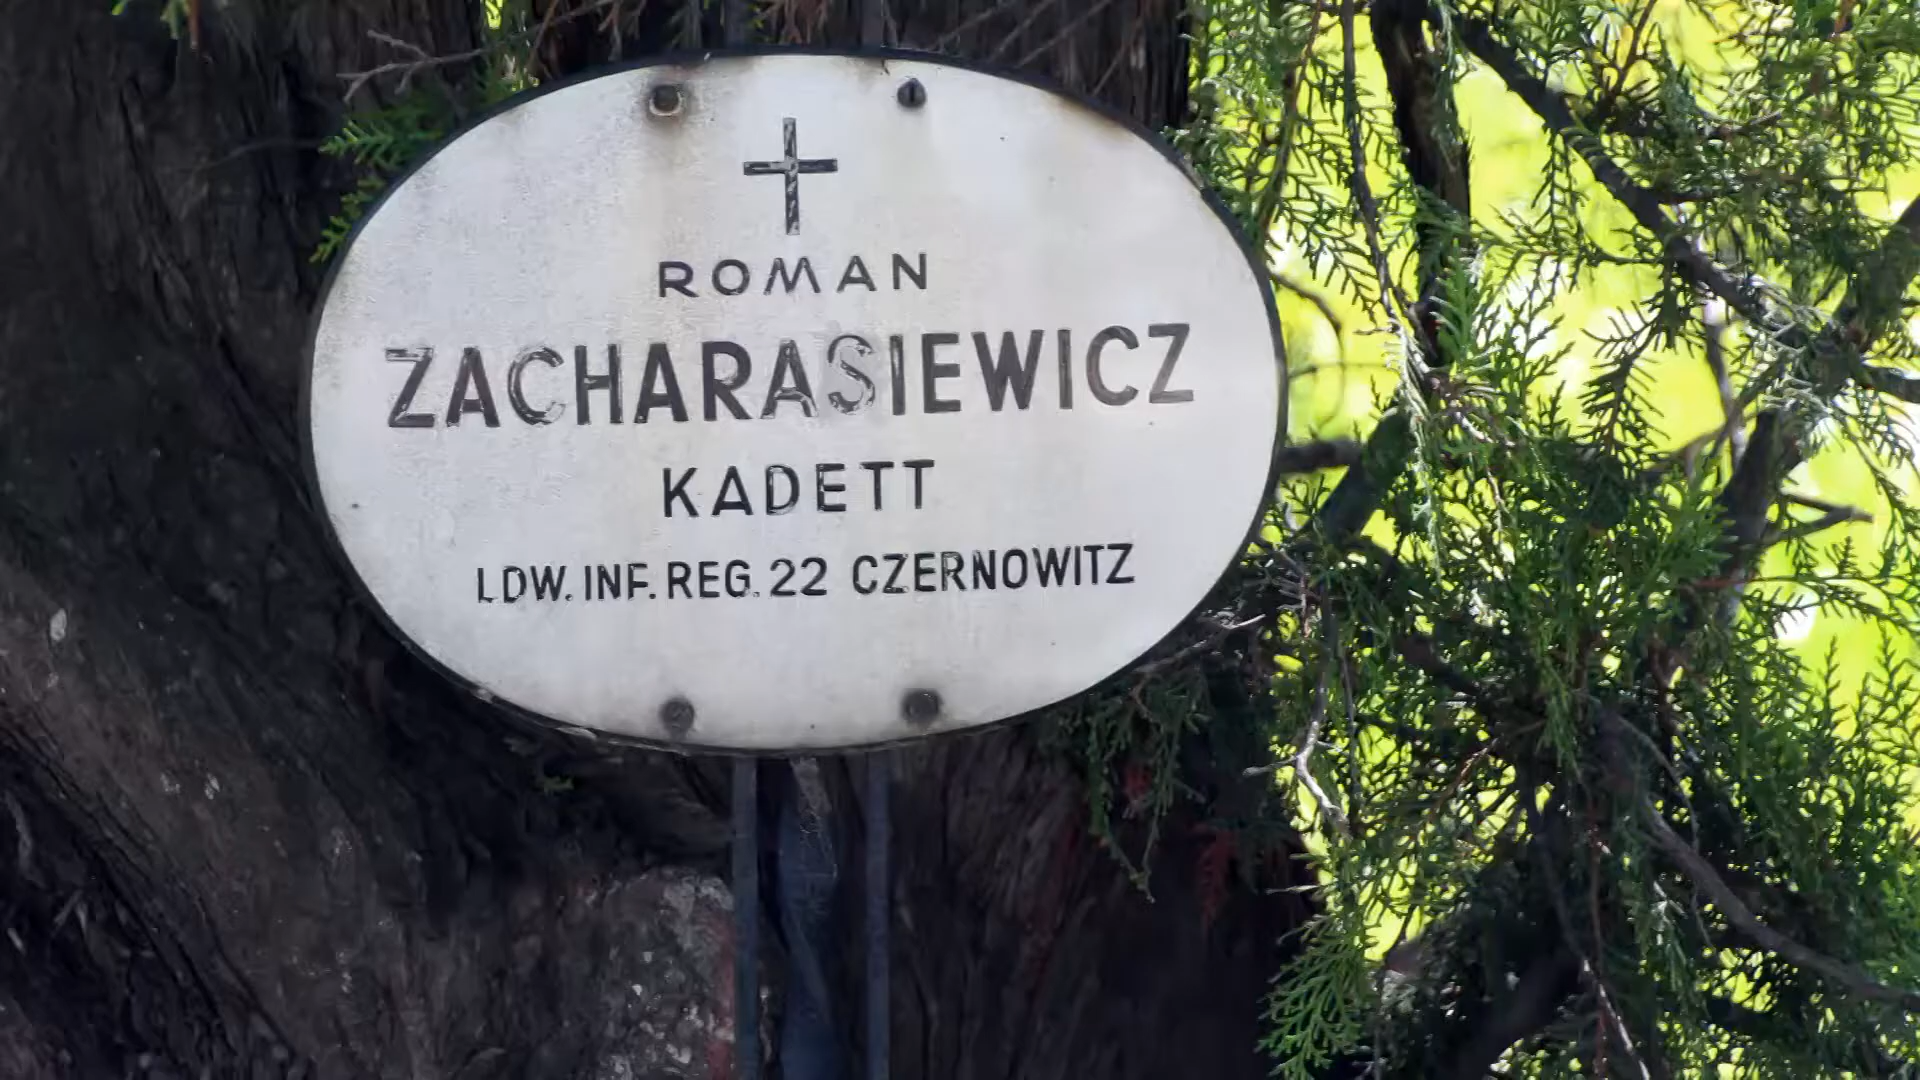 ROMAN
ZACHARASIEWICZ
KADETT
LDW. INF. REG. 22 CZERNOWITZ